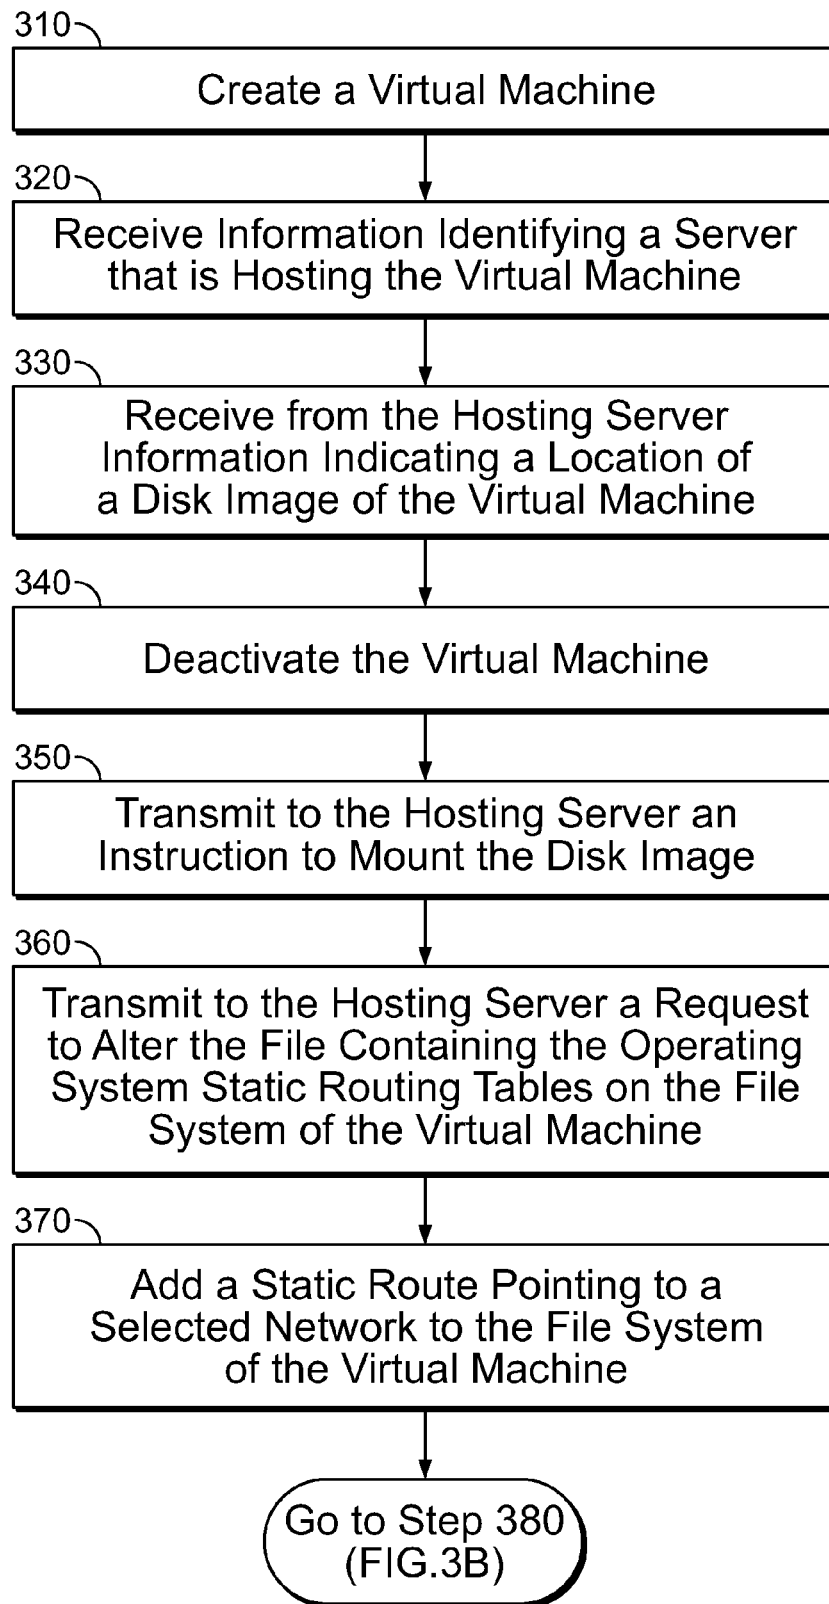 310
Create a Virtual Machine
320
Receive Information Identifying a Server
that is Hosting the Virtual Machine
330
Receive from the Hosting Server
Information Indicating a Location of
a Disk Image of the Virtual Machine
340
Deactivate the Virtual Machine
350
Transmit to the Hosting Server an
Instruction to Mount the Disk Image
360
Transmit to the Hosting Server a Request
to Alter the File Containing the Operating
System Static Routing Tables on the File
System of the Virtual Machine
370
Add a Static Route Pointing to a
Selected Network to the File System
of the Virtual Machine
Go to Step 380
(FIG.3B)